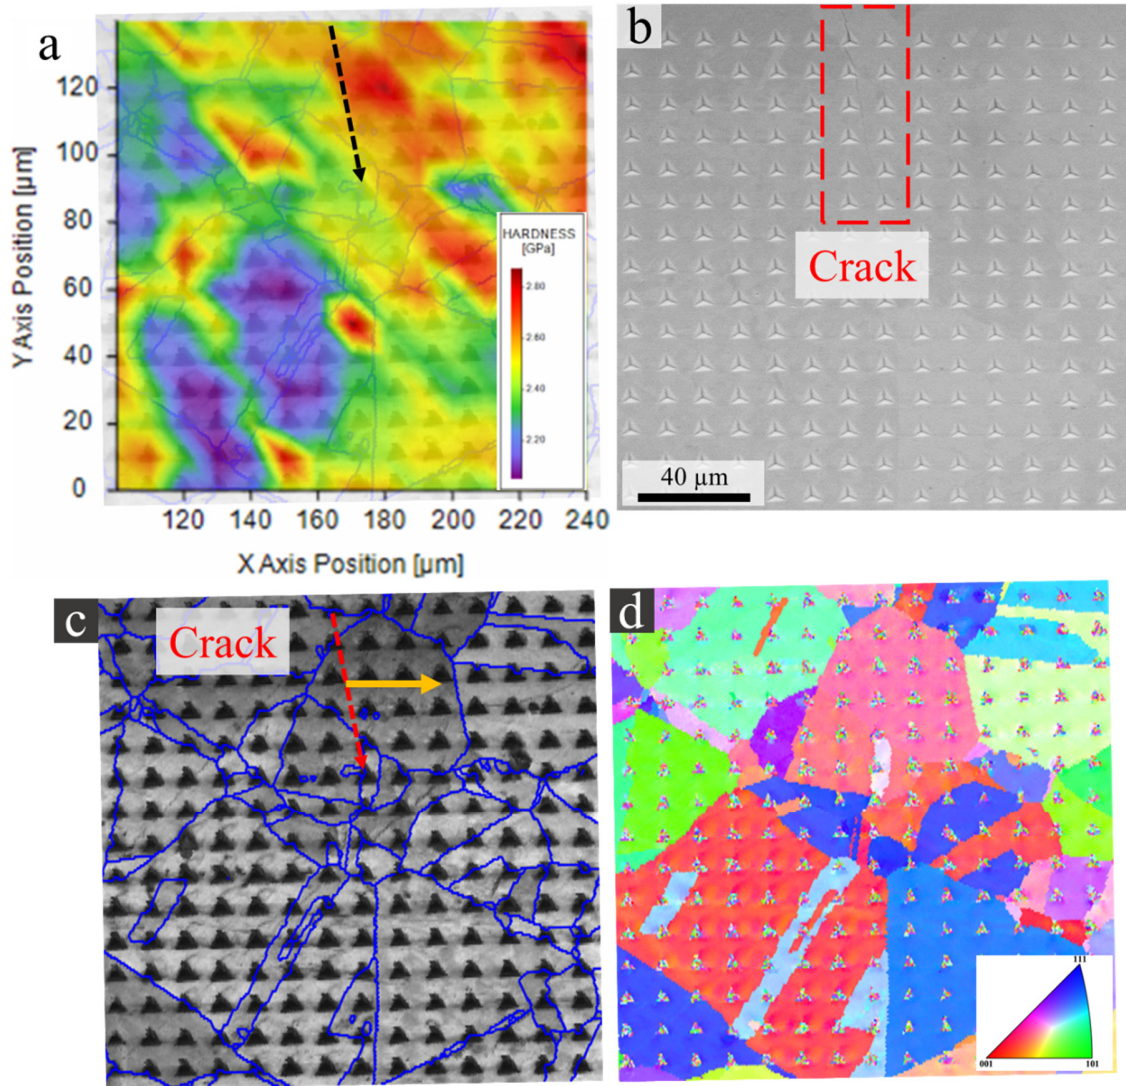 a
Y Axis Position [µm]
120
100
80
60
40
20
0
120 140 160 180 200 220 240
X Axis Position [µm]
HARDNESS
[GPa]
2.80
2.60
2.40
2.20
b
Crack
40 µm
c
Crack
d
111
001
101